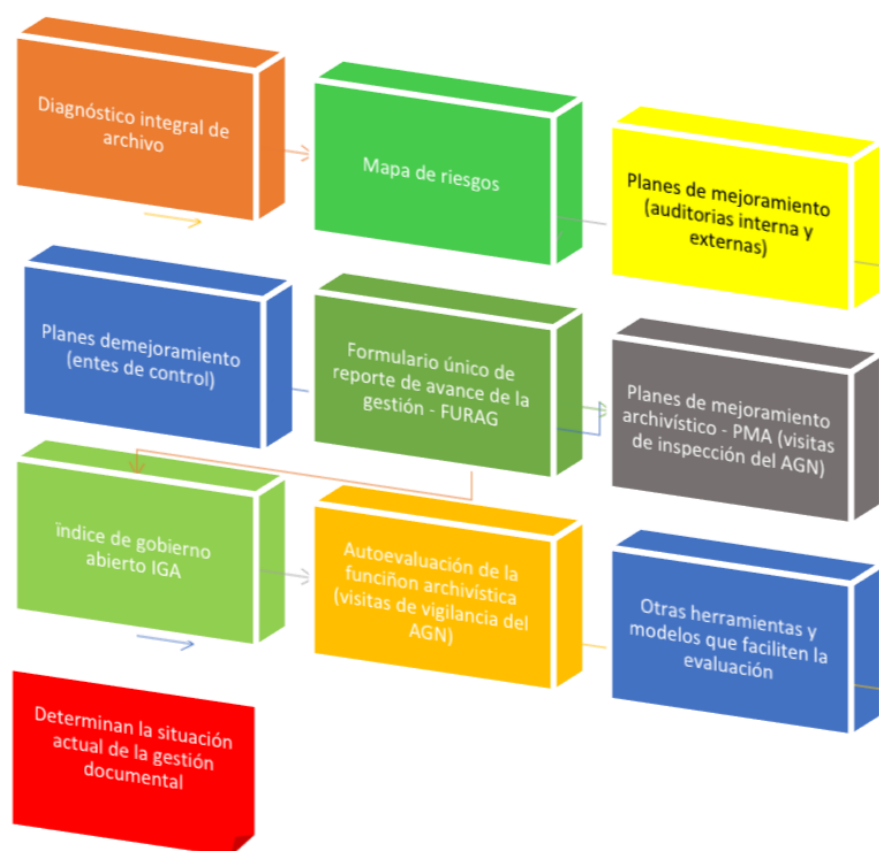 Diagnóstico integral de
archivo
Mapa de riesgos
Planes de mejoramiento
(auditorias interna y
externas)
Planes demejoramiento
(entes de control)
Formulario único de
reporte de avance de la
gestión - FURAG
Planes de mejoramiento
archivístico - PMA (visitas
de inspección del AGN)
ïndice de gobierno
abierto IGA
Autoevaluación de la
funciñon archivística
(visitas de vigilancia del
AGN)
Otras herramientas y
modelos que faciliten la
evaluación
Determinan la situación
actual de la gestión
documental